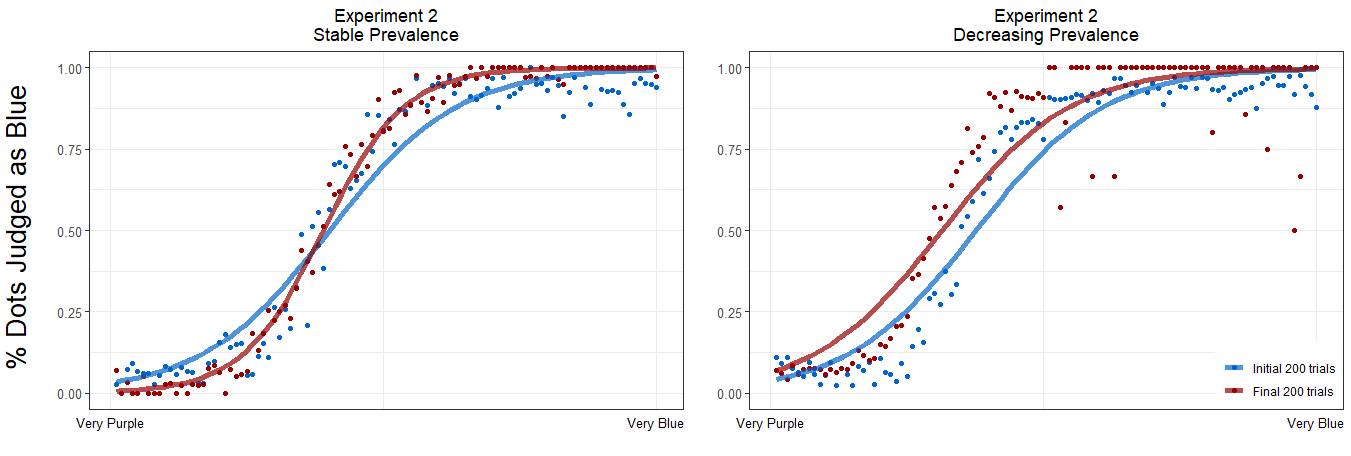 Experiment 2
Stable Prevalence
% Dots Judged as Blue
1.00
0.75
0.50
0.25
0.00
Very Purple
Very Blue
Experiment 2
Decreasing Prevalence
1.00
0.75
0.50
0.25
0.00
Initial 200 trials
Final 200 trials
Very Purple
Very Blue